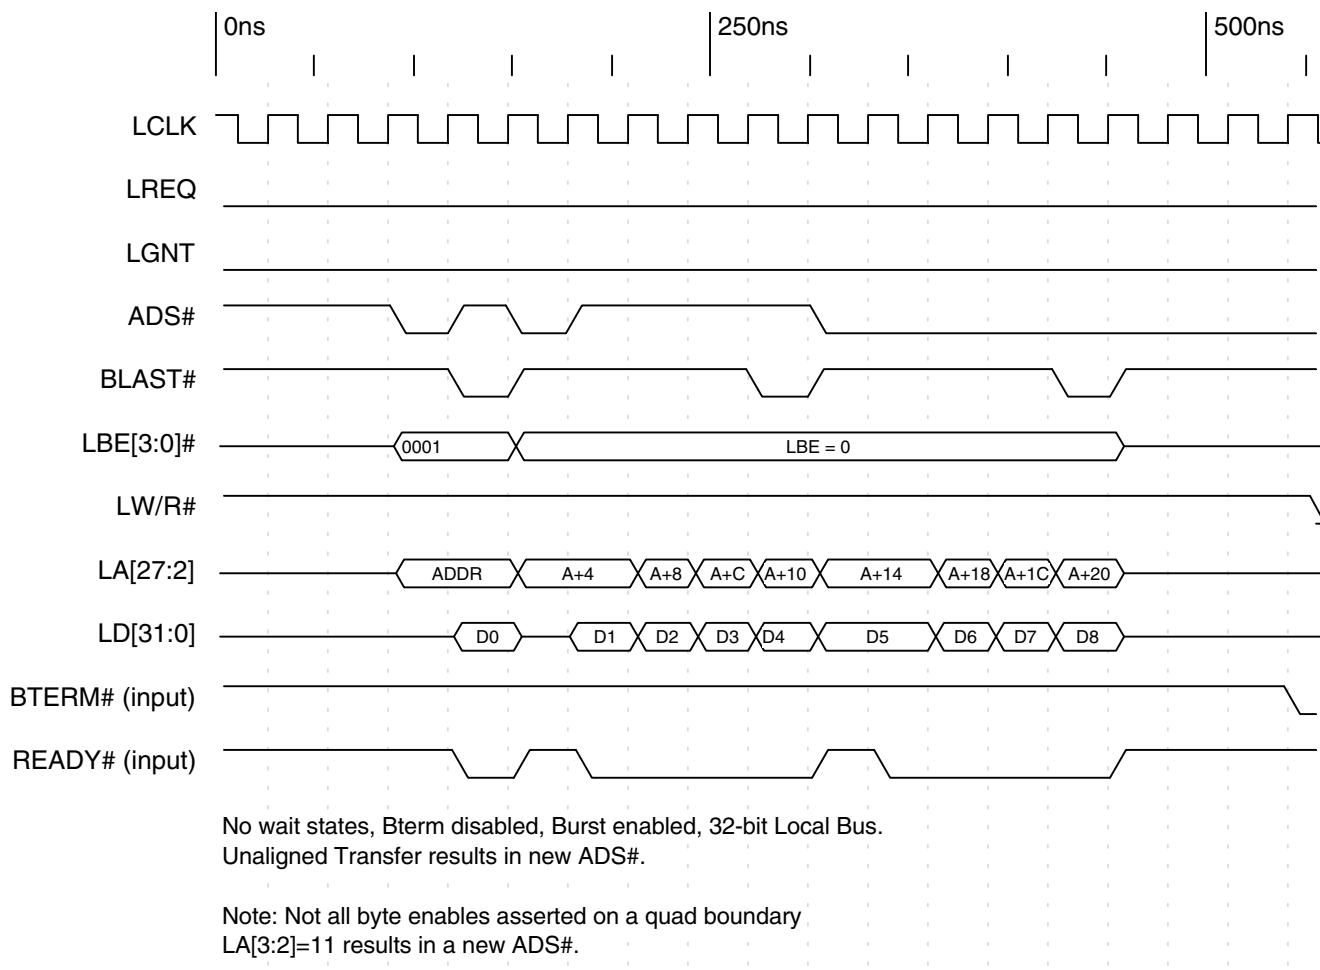 0ns 250ns 500ns
LCLK
LREQ
LGNT
ADS#
BLAST#
LBE[3:0]# 0001 LBE = 0
LW/R#
LA[27:2] ADDR A+4 A+8 A+C A+10 A+14 A+18 A+1C A+20
LD[31:0] D0 D1 D2 D3 D4 D5 D6 D7 D8
BTERM# (input)
READY# (input)
No wait states, Bterm disabled, Burst enabled, 32-bit Local Bus.
Unaligned Transfer results in new ADS#.
Note: Not all byte enables asserted on a quad boundary
LA[3:2]=11 results in a new ADS#.